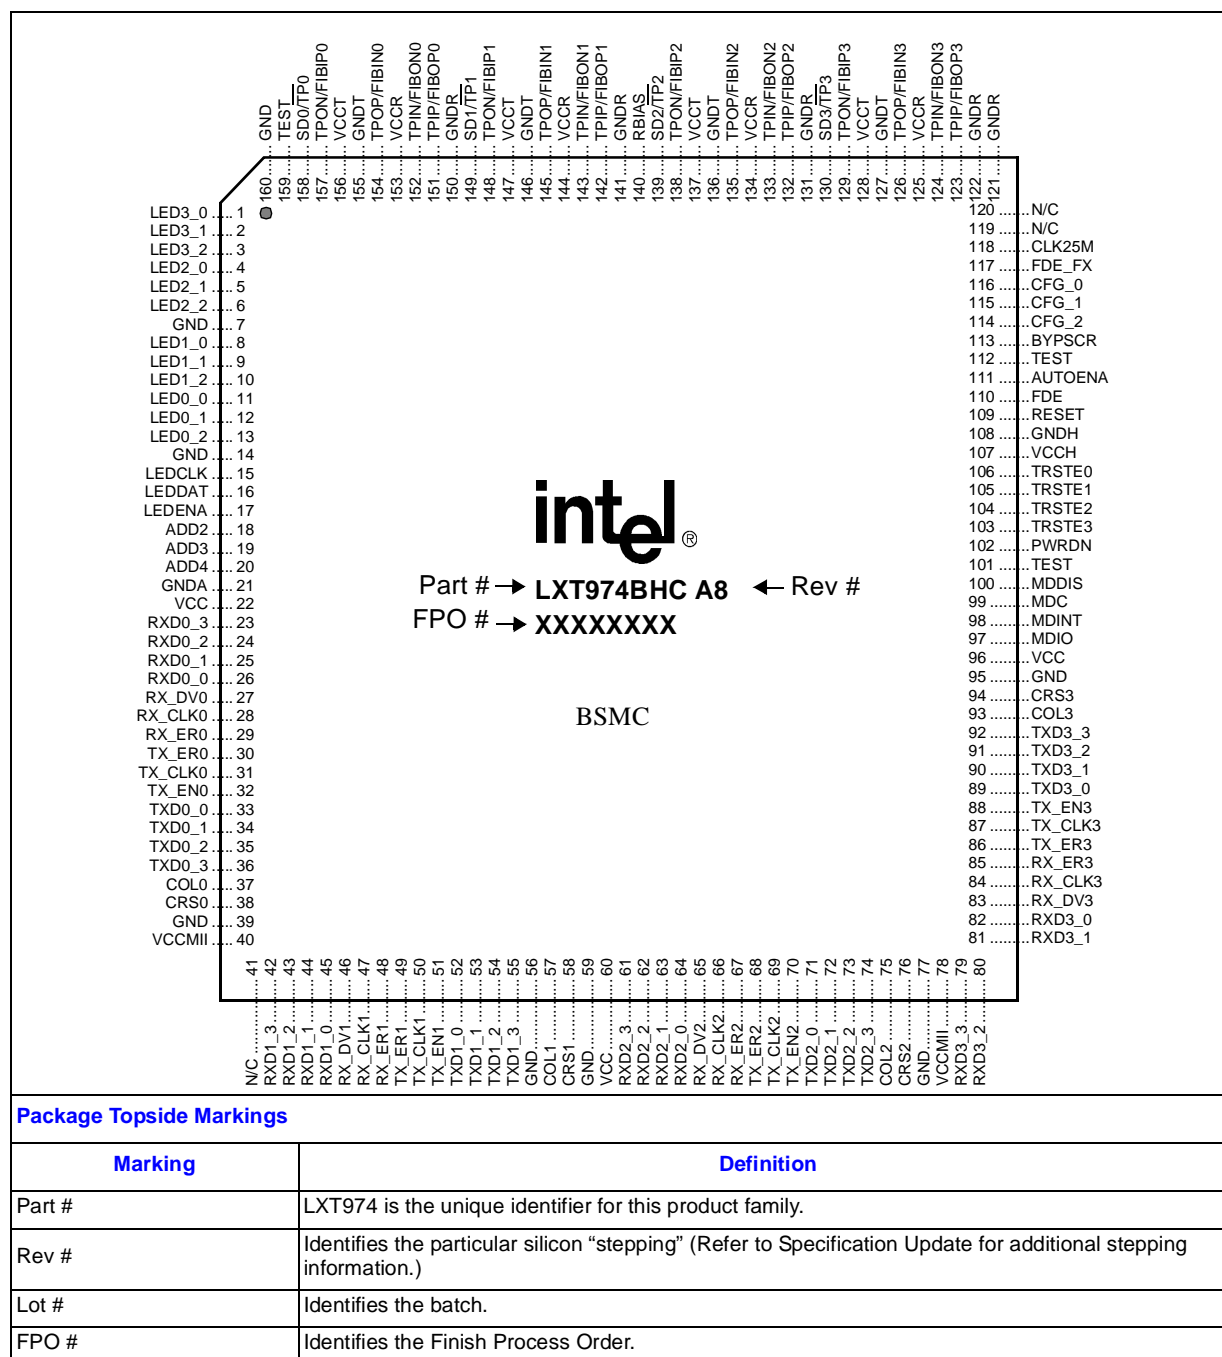 160.......GND
159.......TEST
158.......SD0/TP0
157.......TPON/FIBIP0
156.......VCCT
155.......GNDT
154.......TPOP/FIBIN0
153.......VCCR
152.......TPIN/FIBON0
151.......TPIP/FIBOP0
150.......GNDR
149.......SD1/TP1
148.......TPON/FIBIP1
147.......VCCT
146.......GNDT
145.......TPOP/FIBIN1
144.......VCCR
143.......TPIN/FIBON1
142.......TPIP/FIBOP1
141.......GNDR
140.......RBIAS
139.......SD2/TP2
138.......TPON/FIBIP2
137.......VCCT
136.......GNDT
135.......TPOP/FIBIN2
134.......VCCR
133.......TPIN/FIBON2
132.......TPIP/FIBOP2
131.......GNDR
130.......SD3/TP3
129.......TPON/FIBIP3
128.......VCCT
127.......GNDT
126.......TPOP/FIBIN3
125.......VCCR
124.......TPIN/FIBON3
123.......TPIP/FIBOP3
122.......GNDR
121.......GNDR
LED3_0 ..... 1
LED3_1 ..... 2
LED3_2 ..... 3
LED2_0 ..... 4
LED2_1 ..... 5
LED2_2 ..... 6
GND ..... 7
LED1_0 ..... 8
LED1_1 ..... 9
LED1_2 ..... 10
LED0_0 ..... 11
LED0_1 ..... 12
LED0_2 ..... 13
GND ..... 14
LEDCLK ..... 15
LEDDAT ..... 16
LEDENA ..... 17
ADD2 ..... 18
ADD3 ..... 19
ADD4 ..... 20
GNDA ..... 21
VCC ..... 22
RXD0_3 ..... 23
RXD0_2 ..... 24
RXD0_1 ..... 25
RXD0_0 ..... 26
RX_DV0 ..... 27
RX_CLK0 ..... 28
RX_ER0 ..... 29
TX_ER0 ..... 30
TX_CLK0 ..... 31
TX_EN0 ..... 32
TXD0_0 ..... 33
TXD0_1 ..... 34
TXD0_2 ..... 35
TXD0_3 ..... 36
COL0 ..... 37
CRS0 ..... 38
GND ..... 39
VCCMII ..... 40
intel®
Part # LXT974BHC A8 Rev #
FPO # XXXXXXXX
BSMC
120 .......N/C
119 .......N/C
118 .......CLK25M
117 .......FDE_FX
116 .......CFG_0
115 .......CFG_1
114 .......CFG_2
113 .......BYPSCR
112 .......TEST
111 .......AUTOENA
110 .......FDE
109 .......RESET
108 .......GNDH
107 .......VCCH
106 .......TRSTE0
105 .......TRSTE1
104 .......TRSTE2
103 .......TRSTE3
102 .......PWRDN
101 .......TEST
100 .......MDDIS
99 .........MDC
98 .........MDINT
97 .........MDIO
96 .........VCC
95 .........GND
94 .........CRS3
93 .........COL3
92 .........TXD3_3
91 .........TXD3_2
90 .........TXD3_1
89 .........TXD3_0
88 .........TX_EN3
87 .........TX_CLK3
86 .........TX_ER3
85 .........RX_ER3
84 .........RX_CLK3
83 .........RX_DV3
82 .........RXD3_0
81 .........RXD3_1
N/C.........41
RXD1_3.........42
RXD1_2.........43
RXD1_1.........44
RXD1_0.........45
RX_DV1.........46
RX_CLK1.........47
RX_ER1.........48
TX_ER1.........49
TX_CLK1.........50
TX_EN1.........51
TXD1_0.........52
TXD1_1.........53
TXD1_2.........54
TXD1_3.........55
GND.........56
COL1.........57
CRS1.........58
GND.........59
VCC.........60
RXD2_3.........61
RXD2_2.........62
RXD2_1.........63
RXD2_0.........64
RX_DV2.........65
RX_CLK2.........66
RX_ER2.........67
TX_ER2.........68
TX_CLK2.........69
TX_EN2.........70
TXD2_0.........71
TXD2_1.........72
TXD2_2.........73
TXD2_3.........74
COL2.........75
CRS2.........76
GND.........77
VCCMII.........78
RXD3_3.........79
RXD3_2.........80
Package Topside Markings
Marking Definition
Part # LXT974 is the unique identifier for this product family.
Rev # Identifies the particular silicon “stepping” (Refer to Specification Update for additional stepping
information.)
Lot # Identifies the batch.
FPO # Identifies the Finish Process Order.